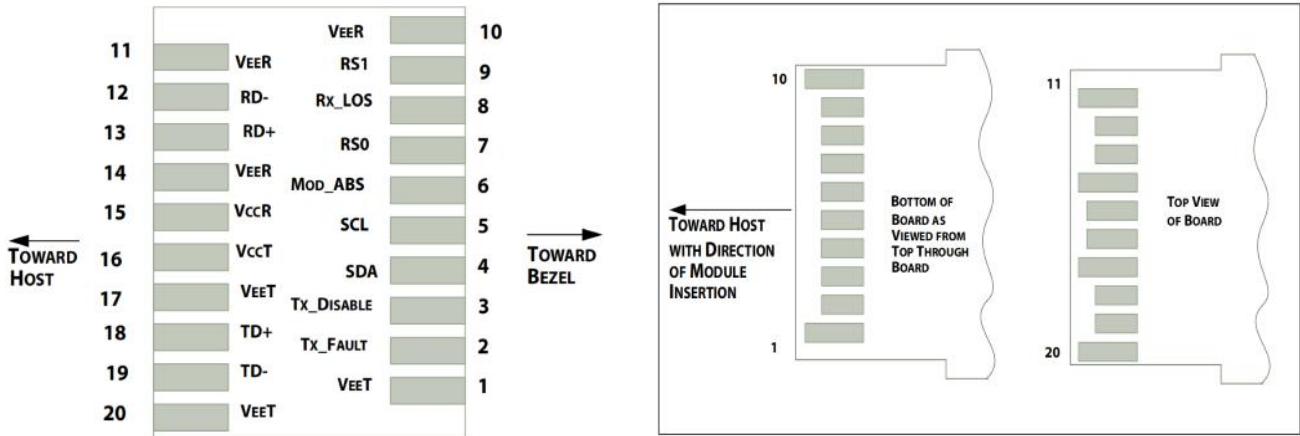 11
VEER
12
RD-
13
RD+
14
VEER
15
VCCR
16
VCCT
17
VEET
18
TD+
19
TD-
20
VEET
VEER
10
RS1
9
RX_LOS
8
RS0
7
MOD_ABS
6
SCL
5
SDA
4
TX_DISABLE
3
TX_FAULT
2
VEET
1
TOWARD
HOST
TOWARD
BEZEL
10
1
TOWARD HOST
WITH DIRECTION
OF MODULE
INSERTION
BOTTOM OF
BOARD AS
VIEWED FROM
TOP THROUGH
BOARD
11
20
TOP VIEW
OF BOARD